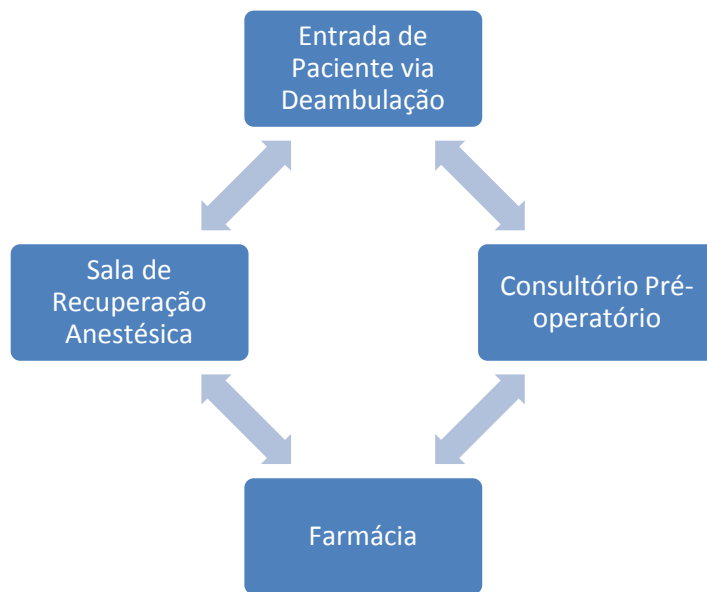 Entrada de
Paciente via
Deambulação
Sala de
Recuperação
Anestésica
Consultório Pré-
operatório
Farmácia